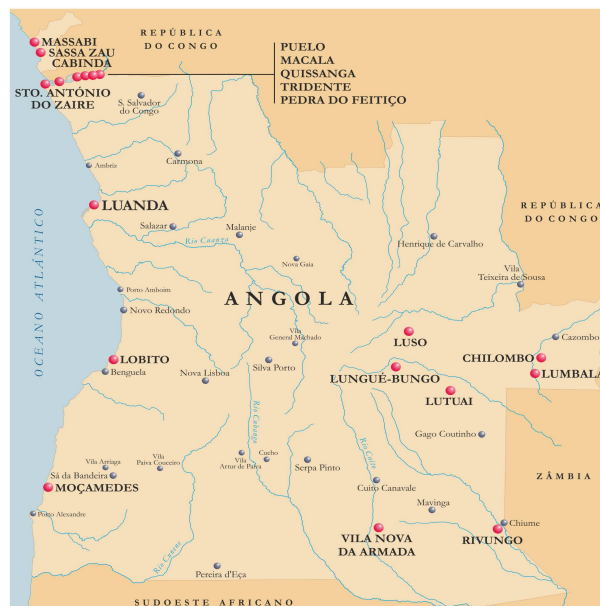 MASSABI
SASSA ZAU
CABINDA
REPÚBLICA
DO CONGO
PUELO
MACALA
QUISSANGA
TRIDENTE
PEDRA DO FEITIÇO
STO. ANTÓNIO
DO ZAIRE
S. Salvador
do Congo
Ambriz
Carmona
LUANDA
Salazar
Malanje
Rio Cuanza
Henrique de Carvalho
REPÚBLICA
DO CONGO
Nova Gaia
Vila
Teixeira de Sousa
OCEANO ATLÂNTICO
Porto Amboim
Novo Redondo
ANGOLA
Vila
General Machado
LUSO
Cazombo
CHILOMBO
LOBITO
Benguela
Nova Lisboa
Silva Porto
LUNGUÉ-BUNGO
LUMBALA
LUTUAI
Rio Cubango
Rio Cuito
Gago Coutinho
Vila Arriaga
Sá da Bandeira
Vila
Paiva Couceiro
Vila
Artur de Paiva
Cucho
Serpa Pinto
ZÂMBIA
MOÇAMEDES
Cuito Canavale
Mavinga
Porto Alexandre
Chiume
VILA NOVA
DA ARMADA
RIVUNGO
Rio Cunene
Pereira d'Eça
SUDOESTE AFRICANO